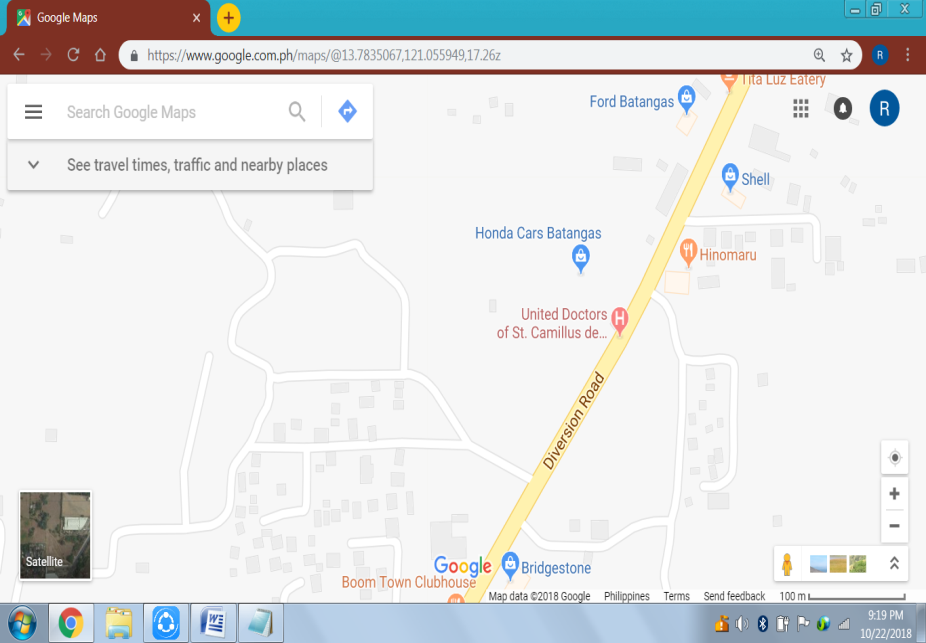 Google Maps
https://www.google.com.ph/maps/@13.7835067,121.055949,17.26z
R
Search Google Maps
See travel times, traffic and nearby places
Tita Luz Eatery
Ford Batangas
R
Shell
Honda Cars Batangas
Hinomaru
United Doctors
of St. Camillus de...
H
Diversion Road
Satellite
Google
Bridgestone
Boom Town Clubhouse
Map data ©2018 Google Philippines Terms Send feedback 100 m
9:19 PM
10/22/2018